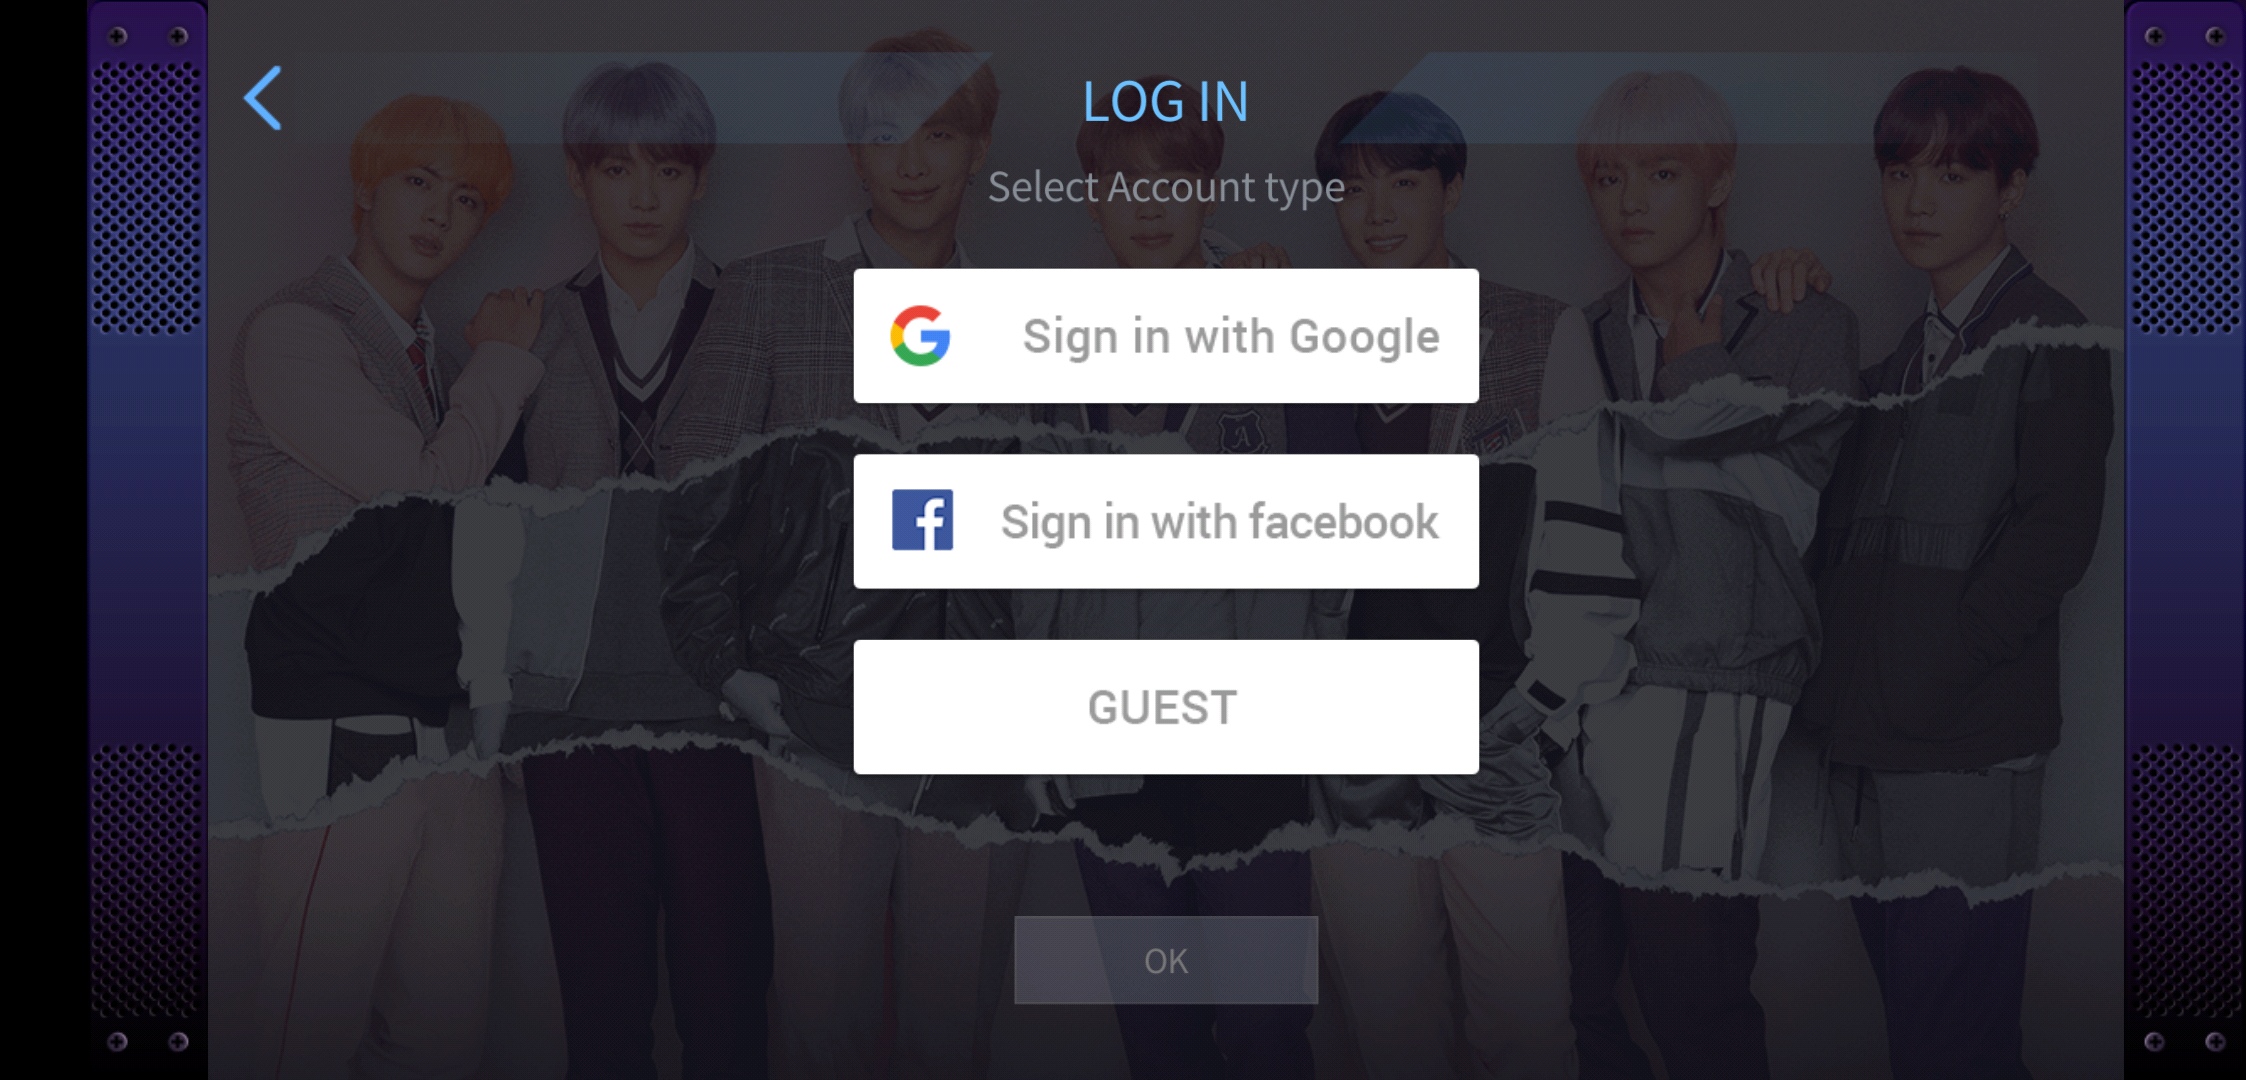 LOG IN
Select Account type
Sign in with Google
Sign in with facebook
GUEST
OK